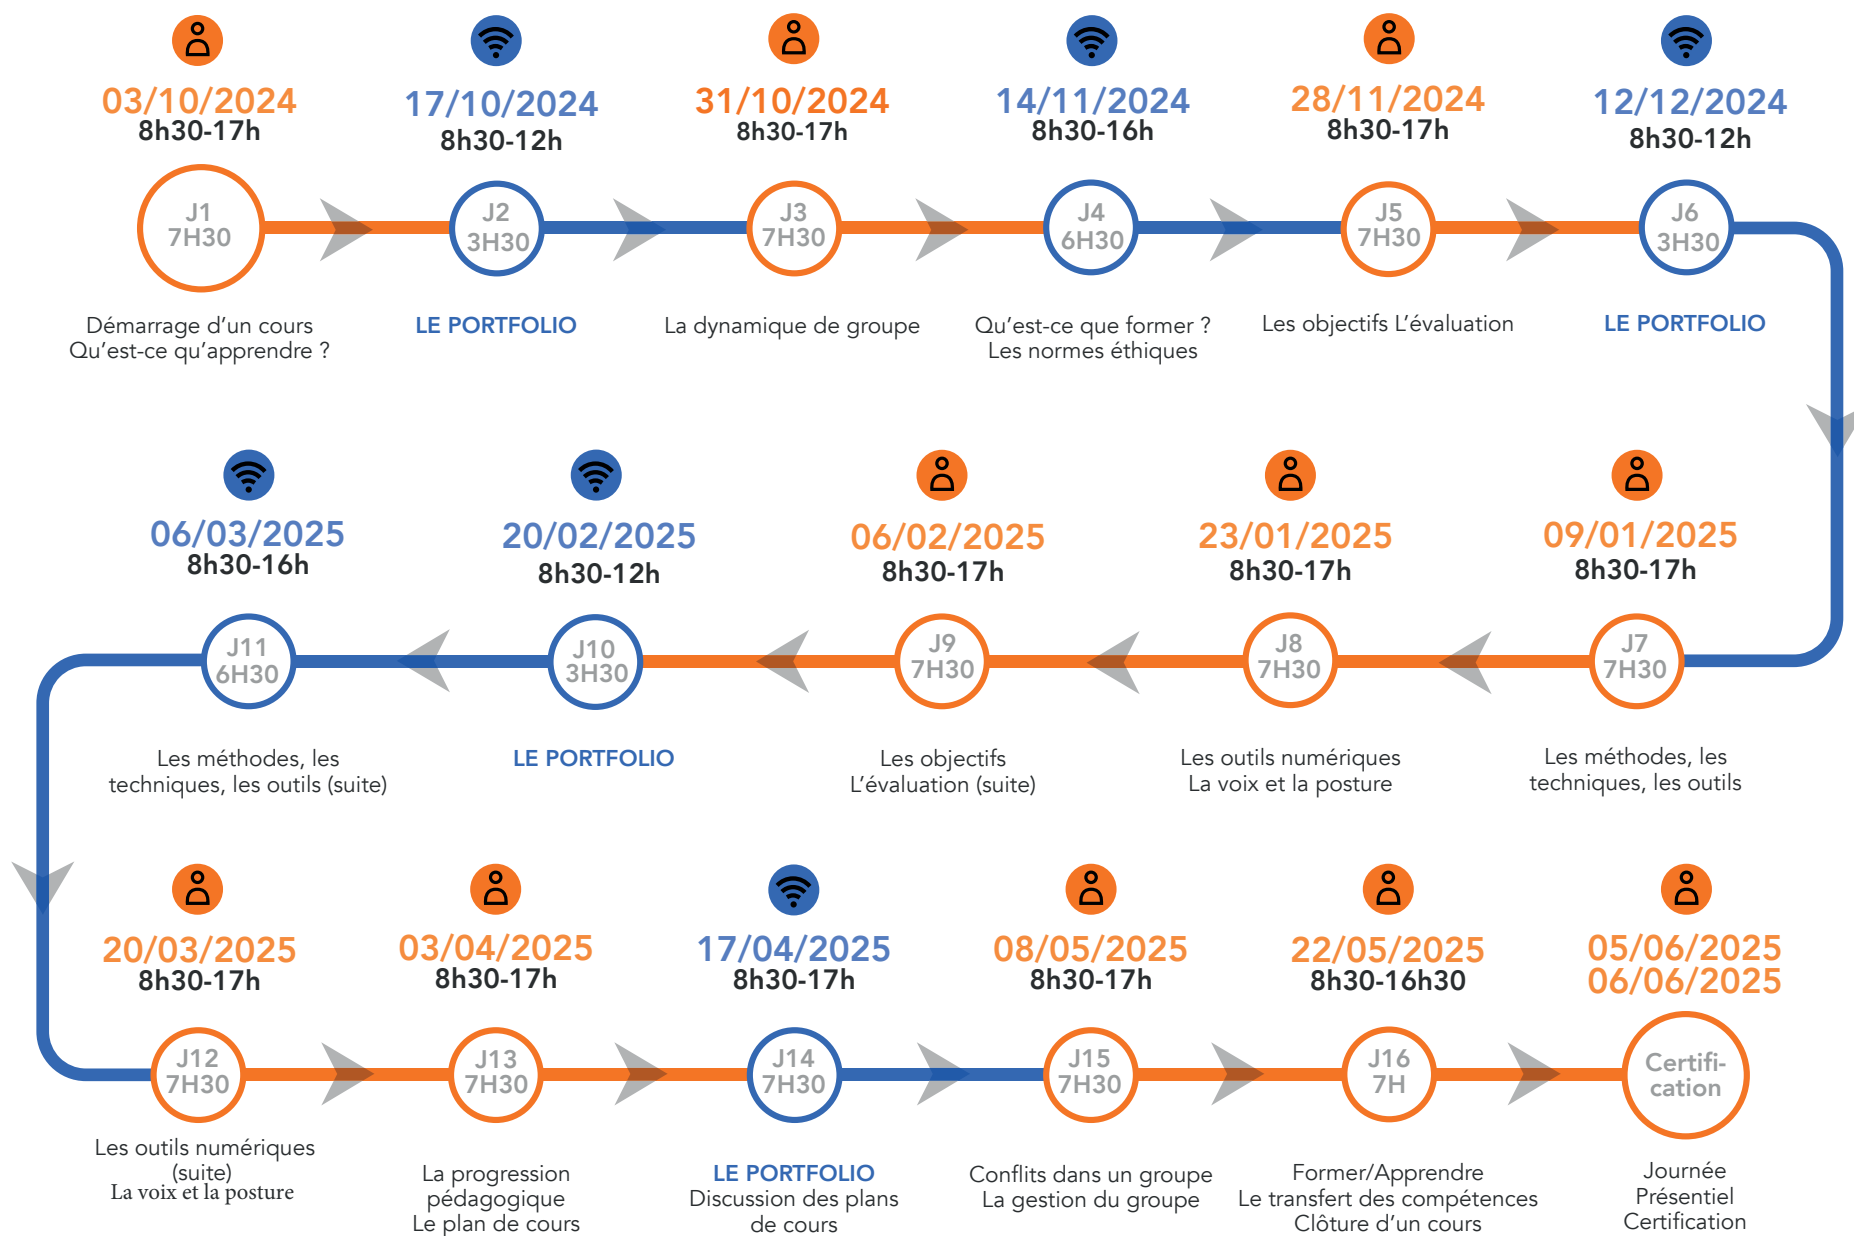 03/10/2024
8h30-17h
J1
7H30
Démarrage d'un cours
Qu'est-ce qu'apprendre ?
17/10/2024
8h30-12h
J2
3H30
LE PORTFOLIO
31/10/2024
8h30-17h
J3
7H30
La dynamique de groupe
14/11/2024
8h30-16h
J4
6H30
Qu'est-ce que former ?
Les normes éthiques
28/11/2024
8h30-17h
J5
7H30
Les objectifs L'évaluation
12/12/2024
8h30-12h
J6
3H30
LE PORTFOLIO
09/01/2025
8h30-17h
J7
7H30
Les méthodes, les
techniques, les outils
23/01/2025
8h30-17h
J8
7H30
Les outils numériques
La voix et la posture
06/02/2025
8h30-17h
J9
7H30
Les objectifs
L'évaluation (suite)
20/02/2025
8h30-12h
J10
3H30
LE PORTFOLIO
06/03/2025
8h30-16h
J11
6H30
Les méthodes, les
techniques, les outils (suite)
20/03/2025
8h30-17h
J12
7H30
Les outils numériques
(suite)
La voix et la posture
03/04/2025
8h30-17h
J13
7H30
La progression
pédagogique
Le plan de cours
17/04/2025
8h30-17h
J14
7H30
LE PORTFOLIO
Discussion des plans
de cours
08/05/2025
8h30-17h
J15
7H30
Conflits dans un groupe
La gestion du groupe
22/05/2025
8h30-16h30
J16
7H
Former/Apprendre
Le transfert des compétences
Clôture d'un cours
05/06/2025
06/06/2025
Certifi-
cation
Journée
Présentiel
Certification